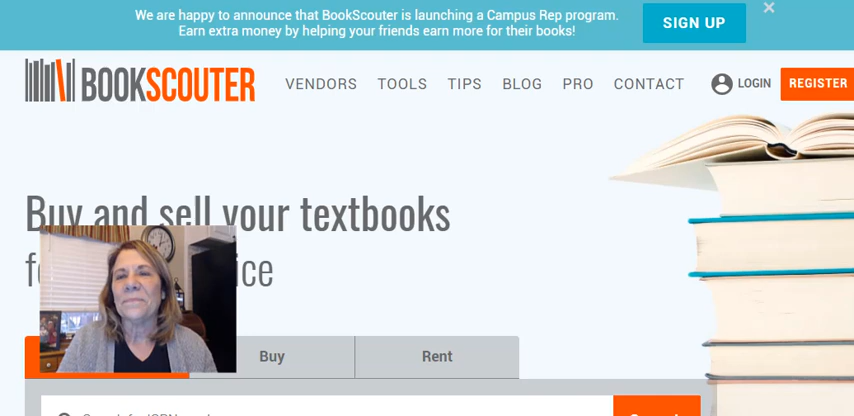 We are happy to announce that BookScouter is launching a Campus Rep program.
Earn extra money by helping your friends earn more for their books!
SIGN UP
BOOKSCOUTER
VENDORS TOOLS TIPS BLOG PRO CONTACT LOGIN REGISTER
Buy and sell your textbooks
Buy Rent